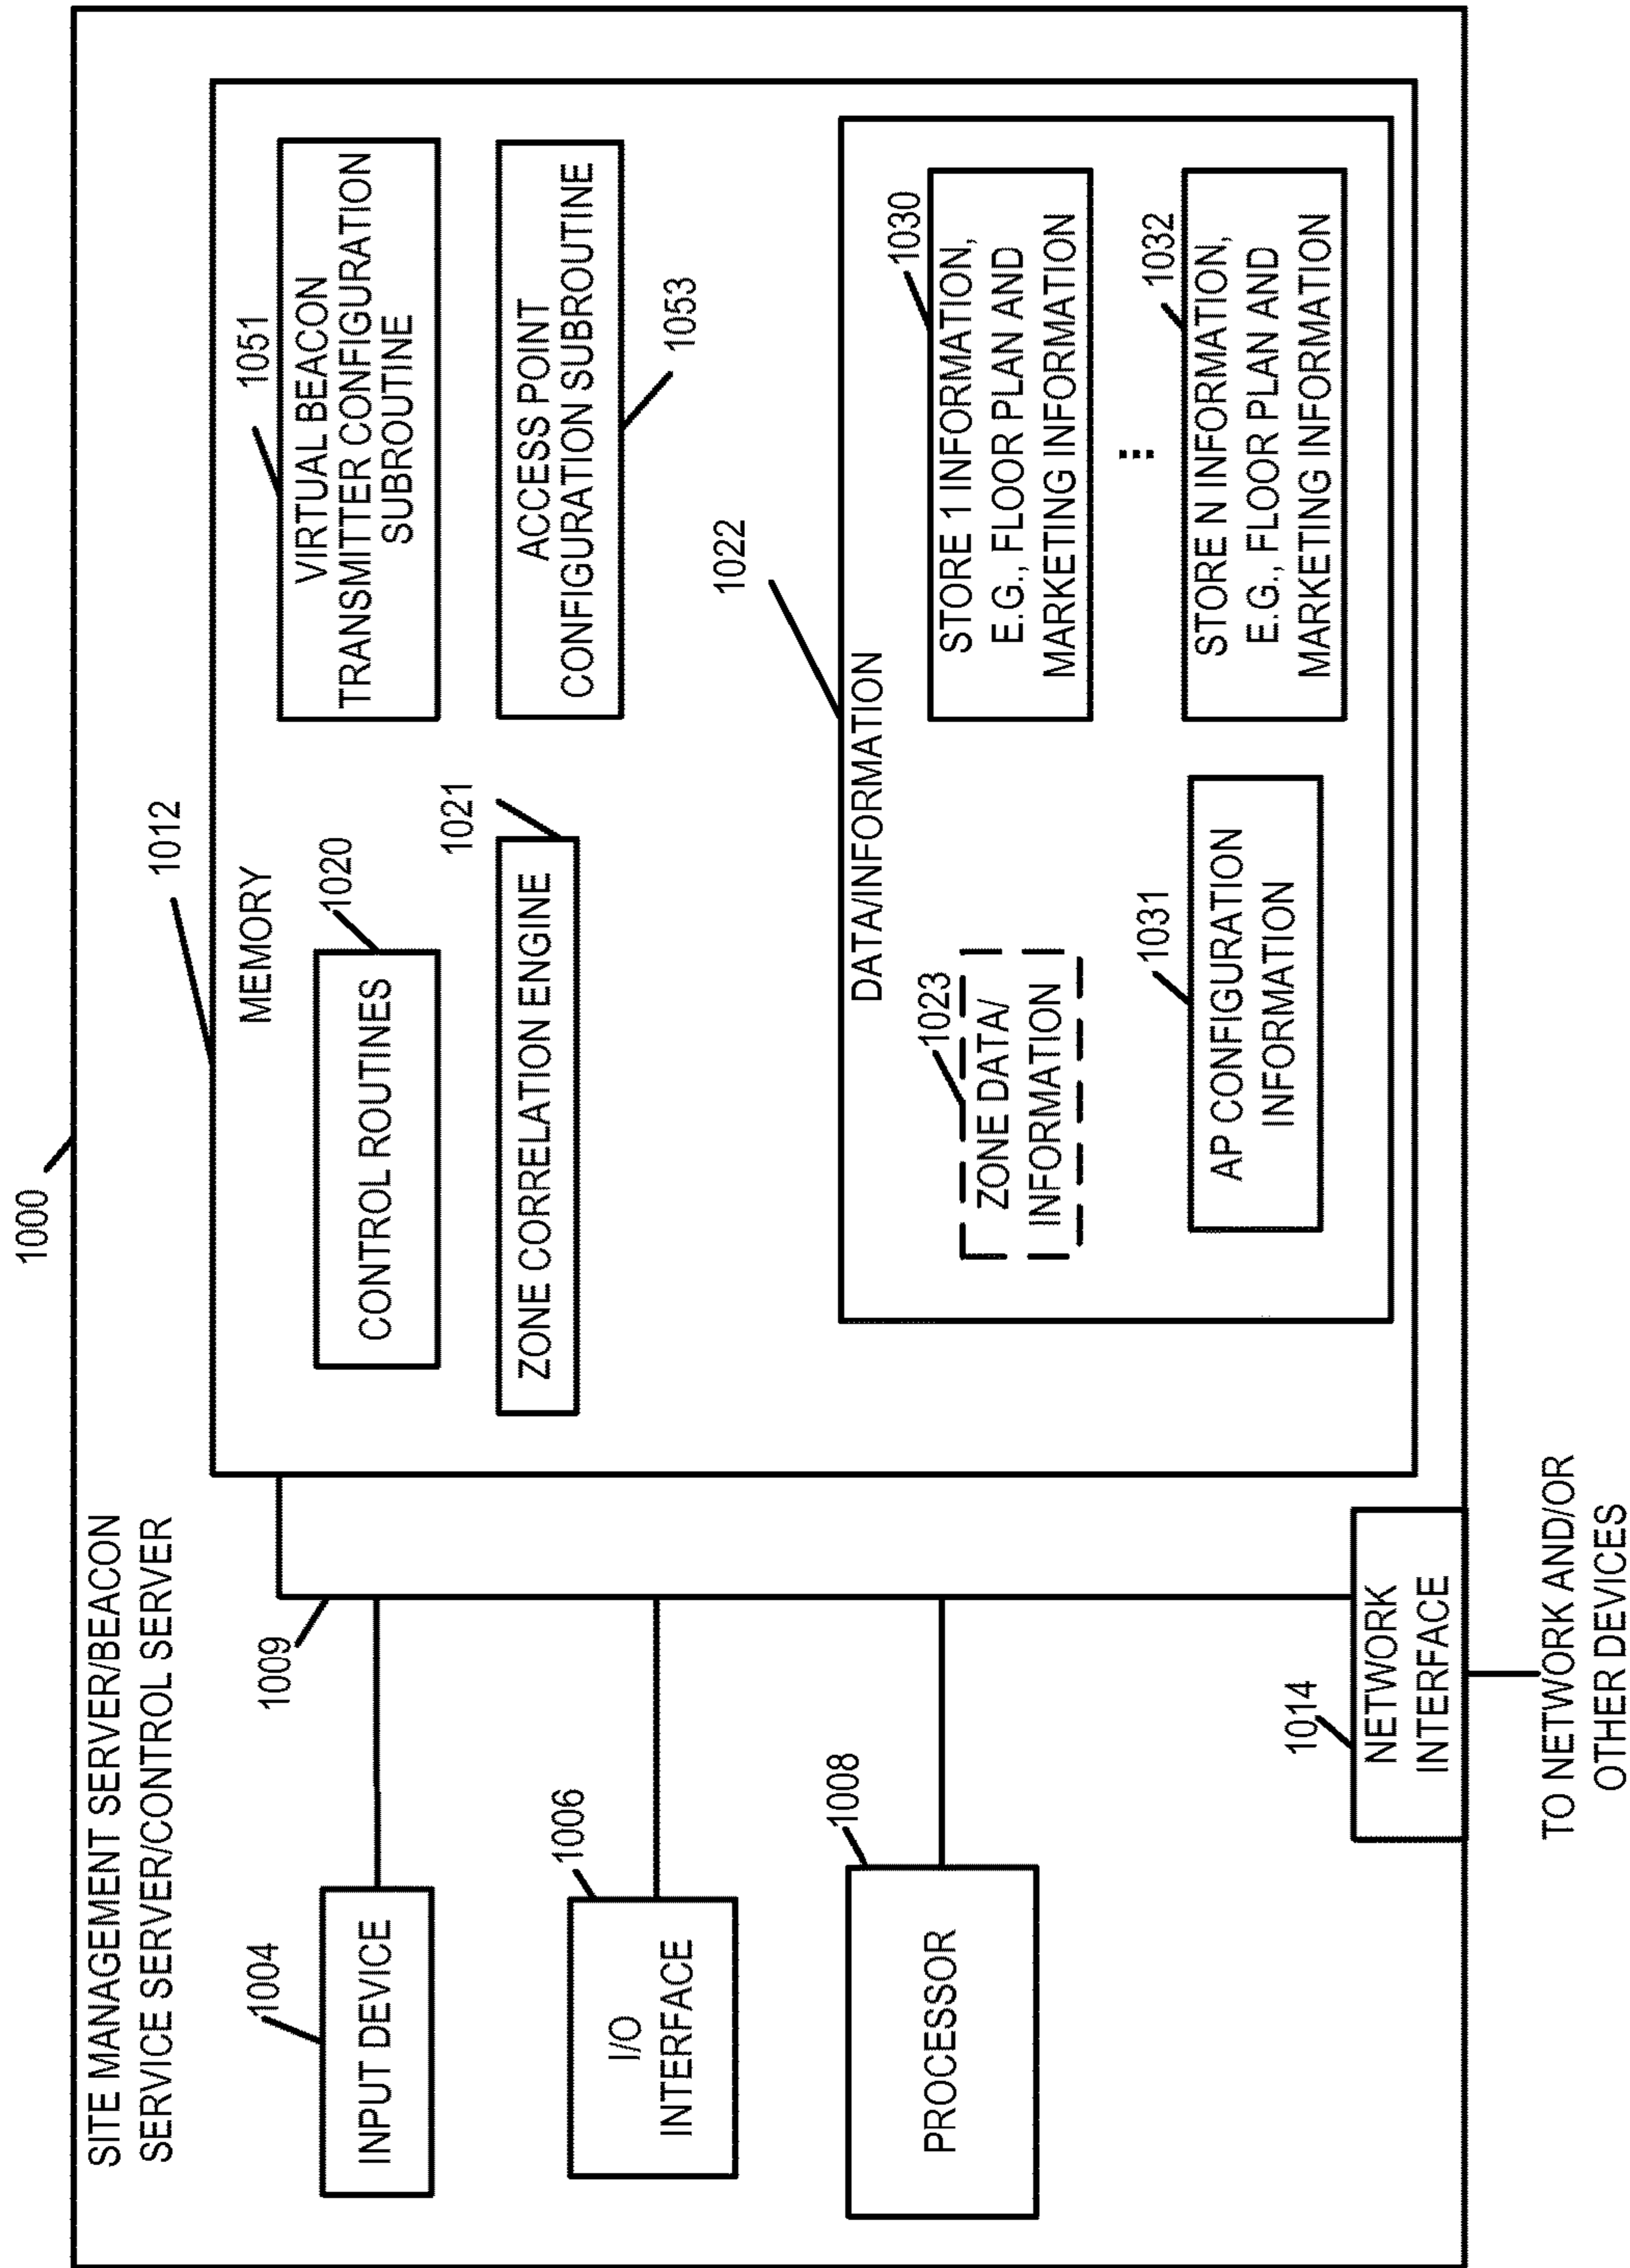 1000
SITE MANAGEMENT SERVER/BEACON
SERVICE SERVER/CONTROL SERVER
1004
INPUT DEVICE
1006
I/O
INTERFACE
1008
PROCESSOR
1009
1014
NETWORK
INTERFACE
TO NETWORK AND/OR
OTHER DEVICES
1012
MEMORY
1020
CONTROL ROUTINES
1021
ZONE CORRELATION ENGINE
1051
VIRTUAL BEACON
TRANSMITTER CONFIGURATION
SUBROUTINE
ACCESS POINT
CONFIGURATION SUBROUTINE
1053
1022
DATA/INFORMATION
1023
ZONE DATA/
INFORMATION
1031
AP CONFIGURATION
INFORMATION
1030
STORE 1 INFORMATION,
E.G., FLOOR PLAN AND
MARKETING INFORMATION
...
1032
STORE N INFORMATION,
E.G., FLOOR PLAN AND
MARKETING INFORMATION